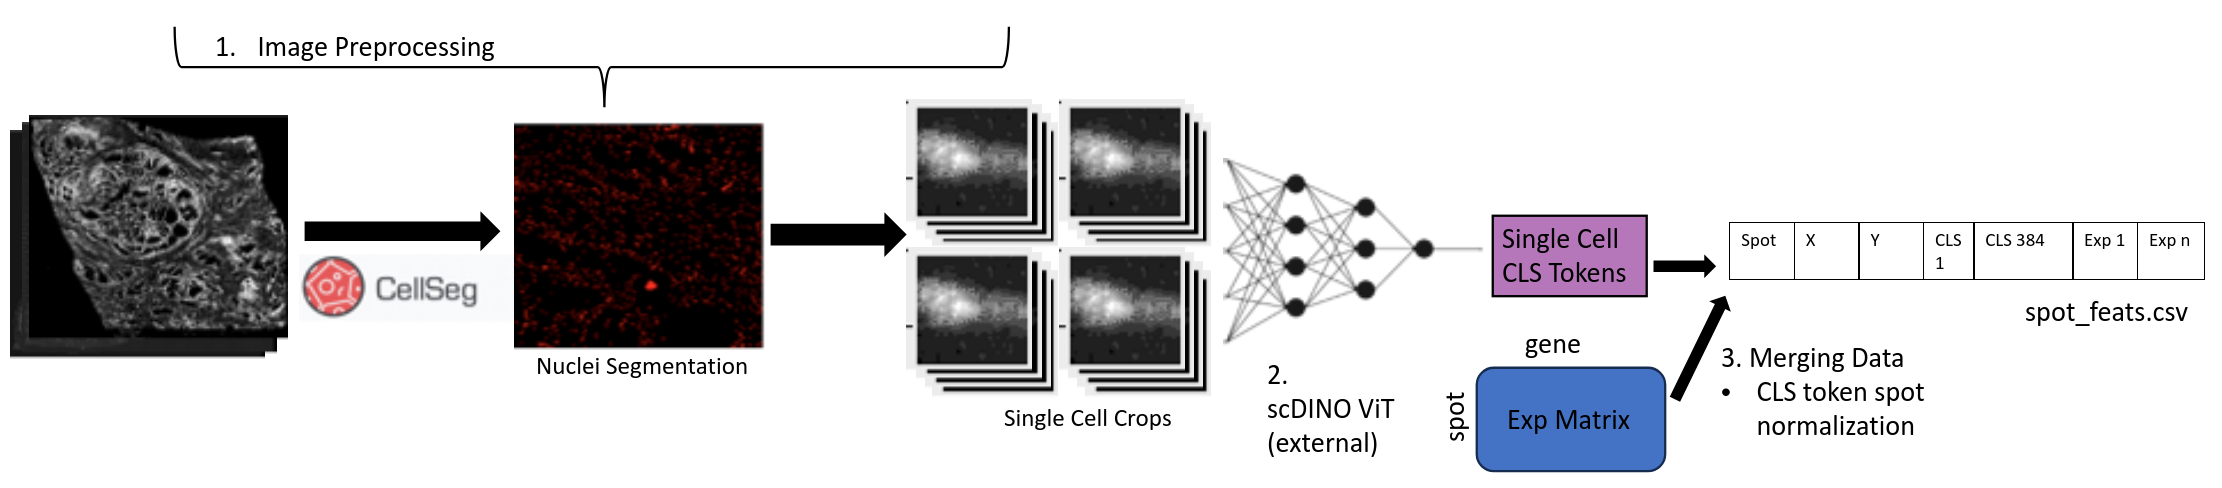 1. Image Preprocessing
CellSeg
Nuclei Segmentation
Single Cell Crops
2.
scDINO ViT
(external)
Single Cell
CLS Tokens
gene
spot
Exp Matrix
3. Merging Data
• CLS token spot
normalization
Spot X Y CLS 1 CLS 384 Exp 1 Exp n
spot_feats.csv